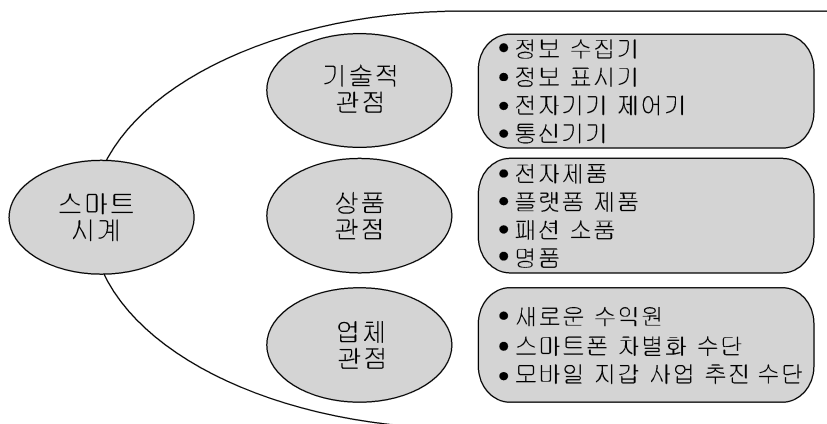 스마트
시계
기술적
관점
• 정보 수집기
• 정보 표시기
• 전자기기 제어기
• 통신기기
상품
관점
• 전자제품
• 플랫폼 제품
• 패션 소품
• 명품
업체
관점
• 새로운 수익원
• 스마트폰 차별화 수단
• 모바일 지갑 사업 추진 수단